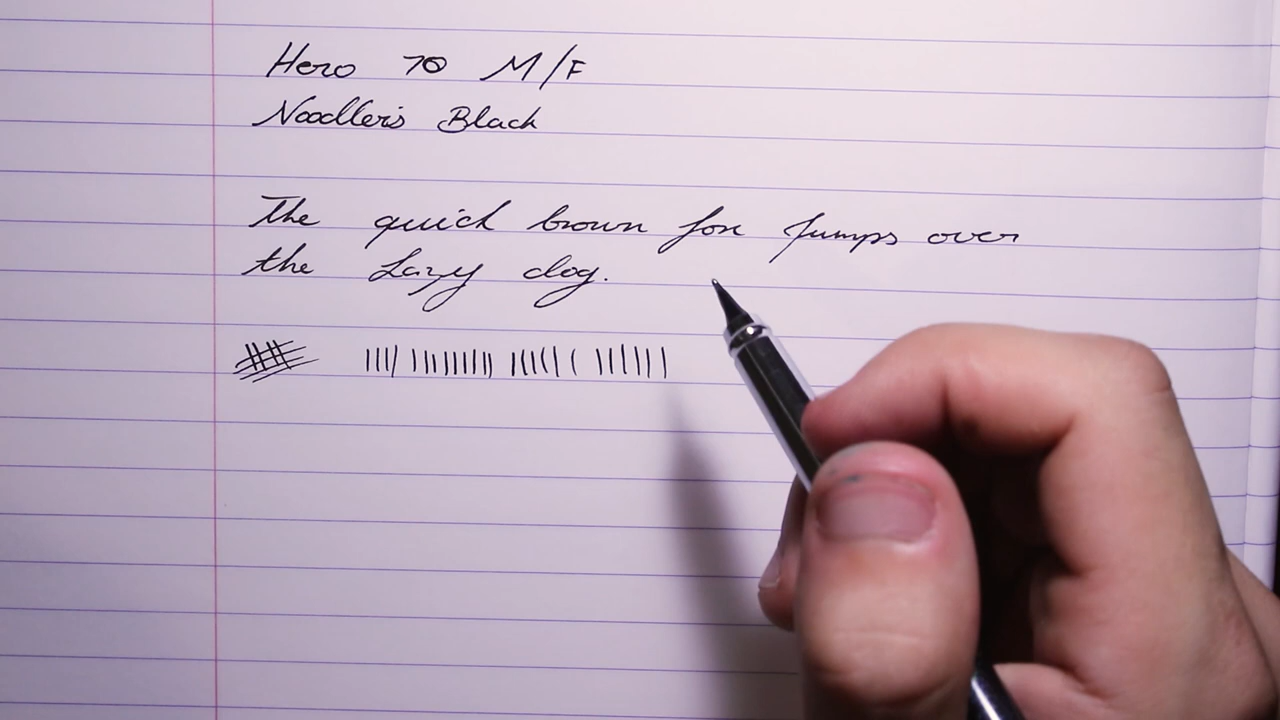 Hero 70 M/F
Noodler's Black
The quick brown fox jumps over
the Lazy dog.